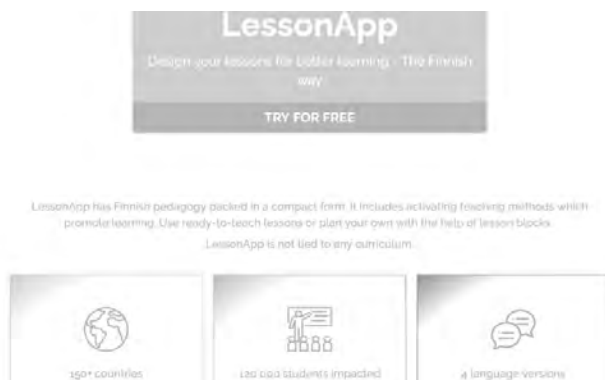 LessonApp
Design your lessons for better learning - The Finnish
way
TRY FOR FREE
LessonApp has Finnish pedagogy packed in a compact form. It includes activating teaching methods which
promote learning. Use ready-to-teach lessons or plan your own with the help of lesson blocks.
LessonApp is not tied to any curriculum.
150+ countries
120 000 students impacted
4 language versions